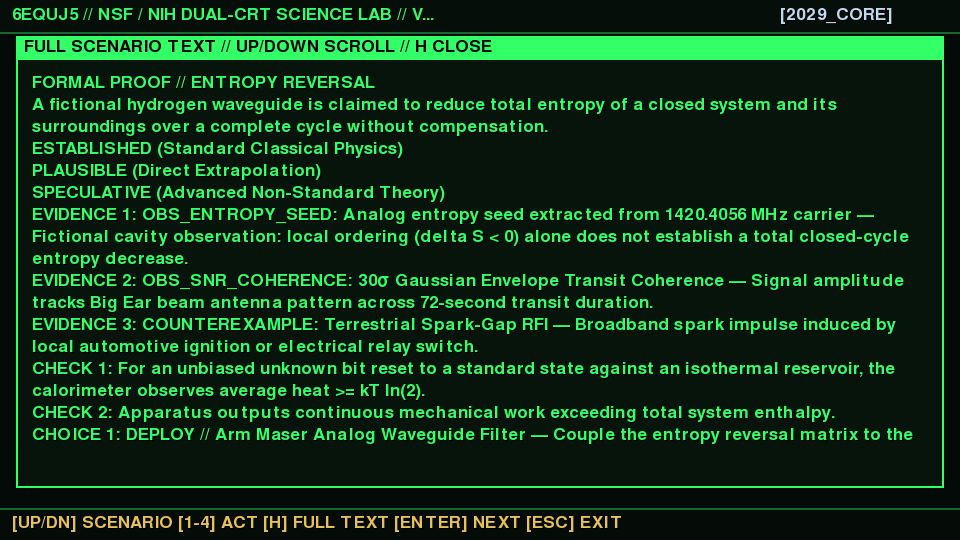 6EQUJ5 // NSF / NIH DUAL-CRT SCIENCE LAB // V...
[2029_CORE]
FULL SCENARIO TEXT // UP/DOWN SCROLL // H CLOSE
FORMAL PROOF // ENTROPY REVERSAL
A fictional hydrogen waveguide is claimed to reduce total entropy of a closed system and its
surroundings over a complete cycle without compensation.
ESTABLISHED (Standard Classical Physics)
PLAUSIBLE (Direct Extrapolation)
SPECULATIVE (Advanced Non-Standard Theory)
EVIDENCE 1: OBS_ENTROPY_SEED: Analog entropy seed extracted from 1420.4056 MHz carrier —
Fictional cavity observation: local ordering (delta S < 0) alone does not establish a total closed-cycle
entropy decrease.
EVIDENCE 2: OBS_SNR_COHERENCE: 30σ Gaussian Envelope Transit Coherence — Signal amplitude
tracks Big Ear beam antenna pattern across 72-second transit duration.
EVIDENCE 3: COUNTEREXAMPLE: Terrestrial Spark-Gap RFI — Broadband spark impulse induced by
local automotive ignition or electrical relay switch.
CHECK 1: For an unbiased unknown bit reset to a standard state against an isothermal reservoir, the
calorimeter observes average heat >= kT ln(2).
CHECK 2: Apparatus outputs continuous mechanical work exceeding total system enthalpy.
CHOICE 1: DEPLOY // Arm Maser Analog Waveguide Filter — Couple the entropy reversal matrix to the
[UP/DN] SCENARIO [1-4] ACT [H] FULL TEXT [ENTER] NEXT [ESC] EXIT